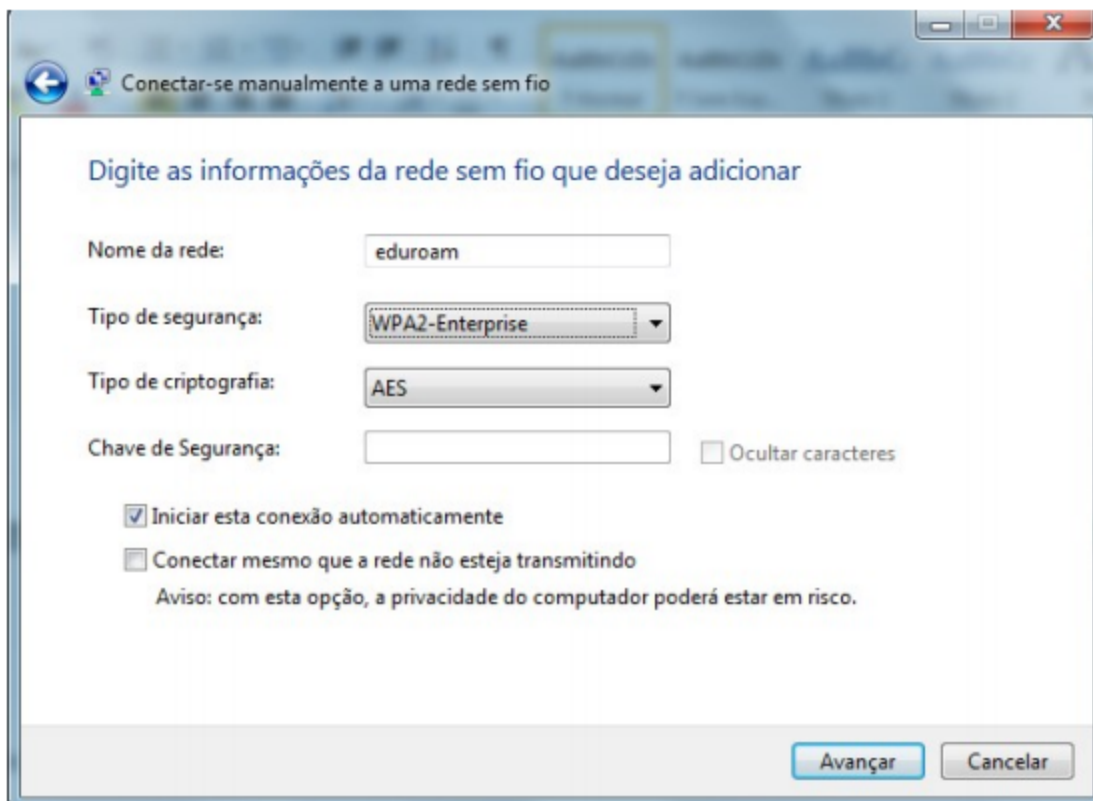 Conectar-se manualmente a uma rede sem fio
Digite as informações da rede sem fio que deseja adicionar
Nome da rede: eduroam
Tipo de segurança: WPA2-Enterprise
Tipo de criptografia: AES
Chave de Segurança: Ocultar caracteres
Iniciar esta conexão automaticamente
Conectar mesmo que a rede não esteja transmitindo
Aviso: com esta opção, a privacidade do computador poderá estar em risco.
Avançar Cancelar